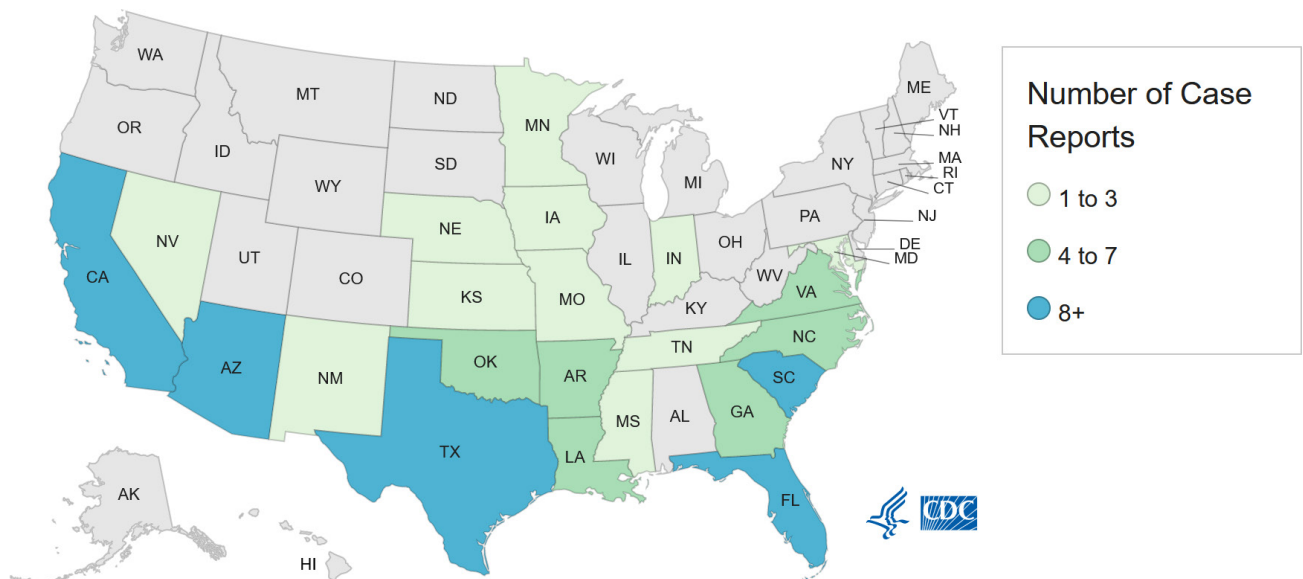 WA
MT
ND
MN
ME
VT
NH
OR
ID
SD
WI
MI
NY
MA
RI
CT
WY
IA
PA
NJ
NE
NV
UT
CO
IL
IN
OH
DE
MD
WV
CA
KS
MO
KY
VA
AZ
NM
OK
AR
TN
NC
SC
TX
LA
MS
AL
GA
FL
AK
HI
CDC
Number of Case
Reports
1 to 3
4 to 7
8+